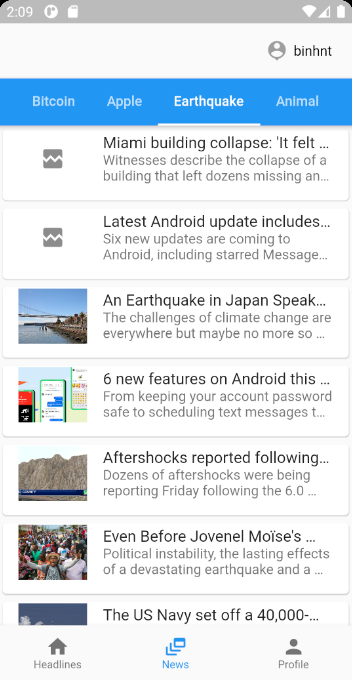 2:09
binhnt
Bitcoin Apple Earthquake Animal
Miami building collapse: 'It felt ...
Witnesses describe the collapse of a
building that left dozens missing an...
Latest Android update includes...
Six new updates are coming to
Android, including starred Message...
An Earthquake in Japan Speak...
The challenges of climate change are
everywhere but maybe no more so ...
6 new features on Android this ...
From keeping your account password
safe to scheduling text messages t...
Aftershocks reported following...
Dozens of aftershocks were being
reporting Friday following the 6.0 ...
Even Before Jovenel Moïse's ...
Political instability, the lasting effects
of a devastating earthquake and a ...
The US Navy set off a 40,000-...
Headlines News Profile